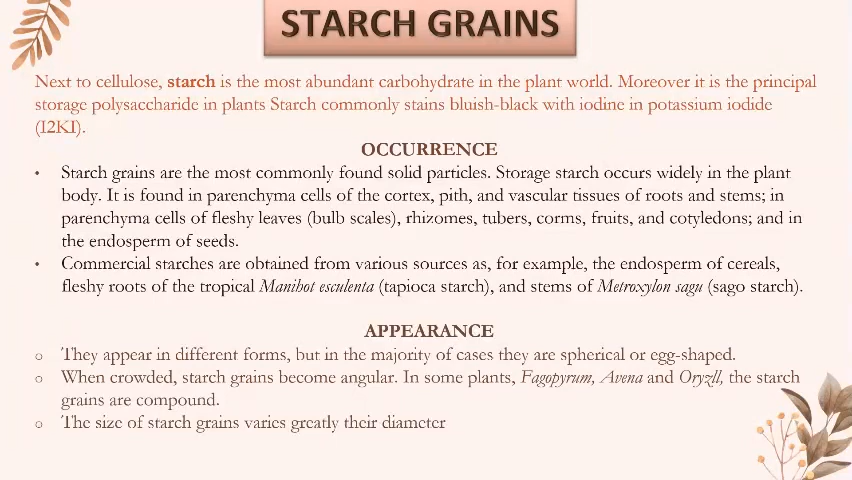 STARCH GRAINS
Next to cellulose, starch is the most abundant carbohydrate in the plant world. Moreover it is the principal
storage polysaccharide in plants Starch commonly stains bluish-black with iodine in potassium iodide
(I2KI).
OCCURRENCE
• Starch grains are the most commonly found solid particles. Storage starch occurs widely in the plant
body. It is found in parenchyma cells of the cortex, pith, and vascular tissues of roots and stems; in
parenchyma cells of fleshy leaves (bulb scales), rhizomes, tubers, corms, fruits, and cotyledons; and in
the endosperm of seeds.
• Commercial starches are obtained from various sources as, for example, the endosperm of cereals,
fleshy roots of the tropical Manihot esculenta (tapioca starch), and stems of Metroxylon sagu (sago starch).
APPEARANCE
o They appear in different forms, but in the majority of cases they are spherical or egg-shaped.
o When crowded, starch grains become angular. In some plants, Fagopyrum, Avena and Oryzll, the starch
grains are compound.
o The size of starch grains varies greatly their diameter